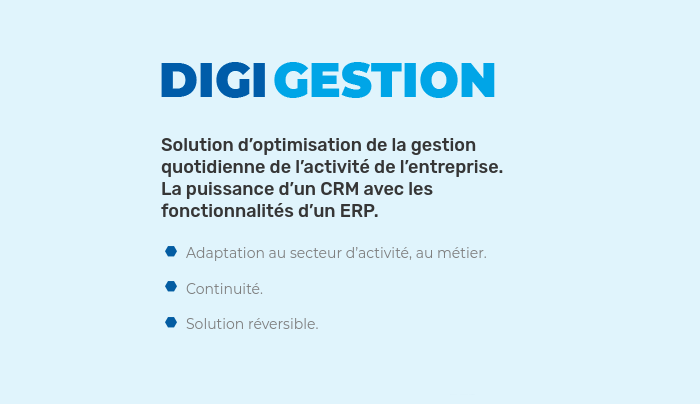 DIGI GESTION
Solution d’optimisation de la gestion
quotidienne de l’activité de l’entreprise.
La puissance d’un CRM avec les
fonctionnalités d’un ERP.
Adaptation au secteur d’activité, au métier.
Continuité.
Solution réversible.